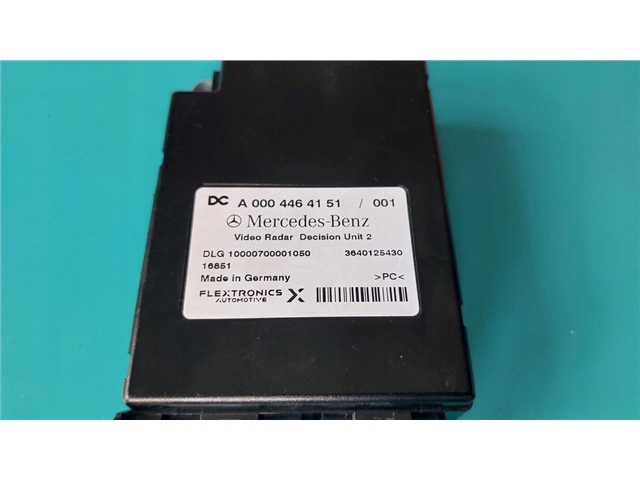 DC A 000 446 41 51 / 001
Mercedes-Benz
Video Radar Decision Unit 2
DLG 10000700001050 3640125430
16851
Made in Germany >PC<
FLEXTRONICS X
AUTOMOTIVE